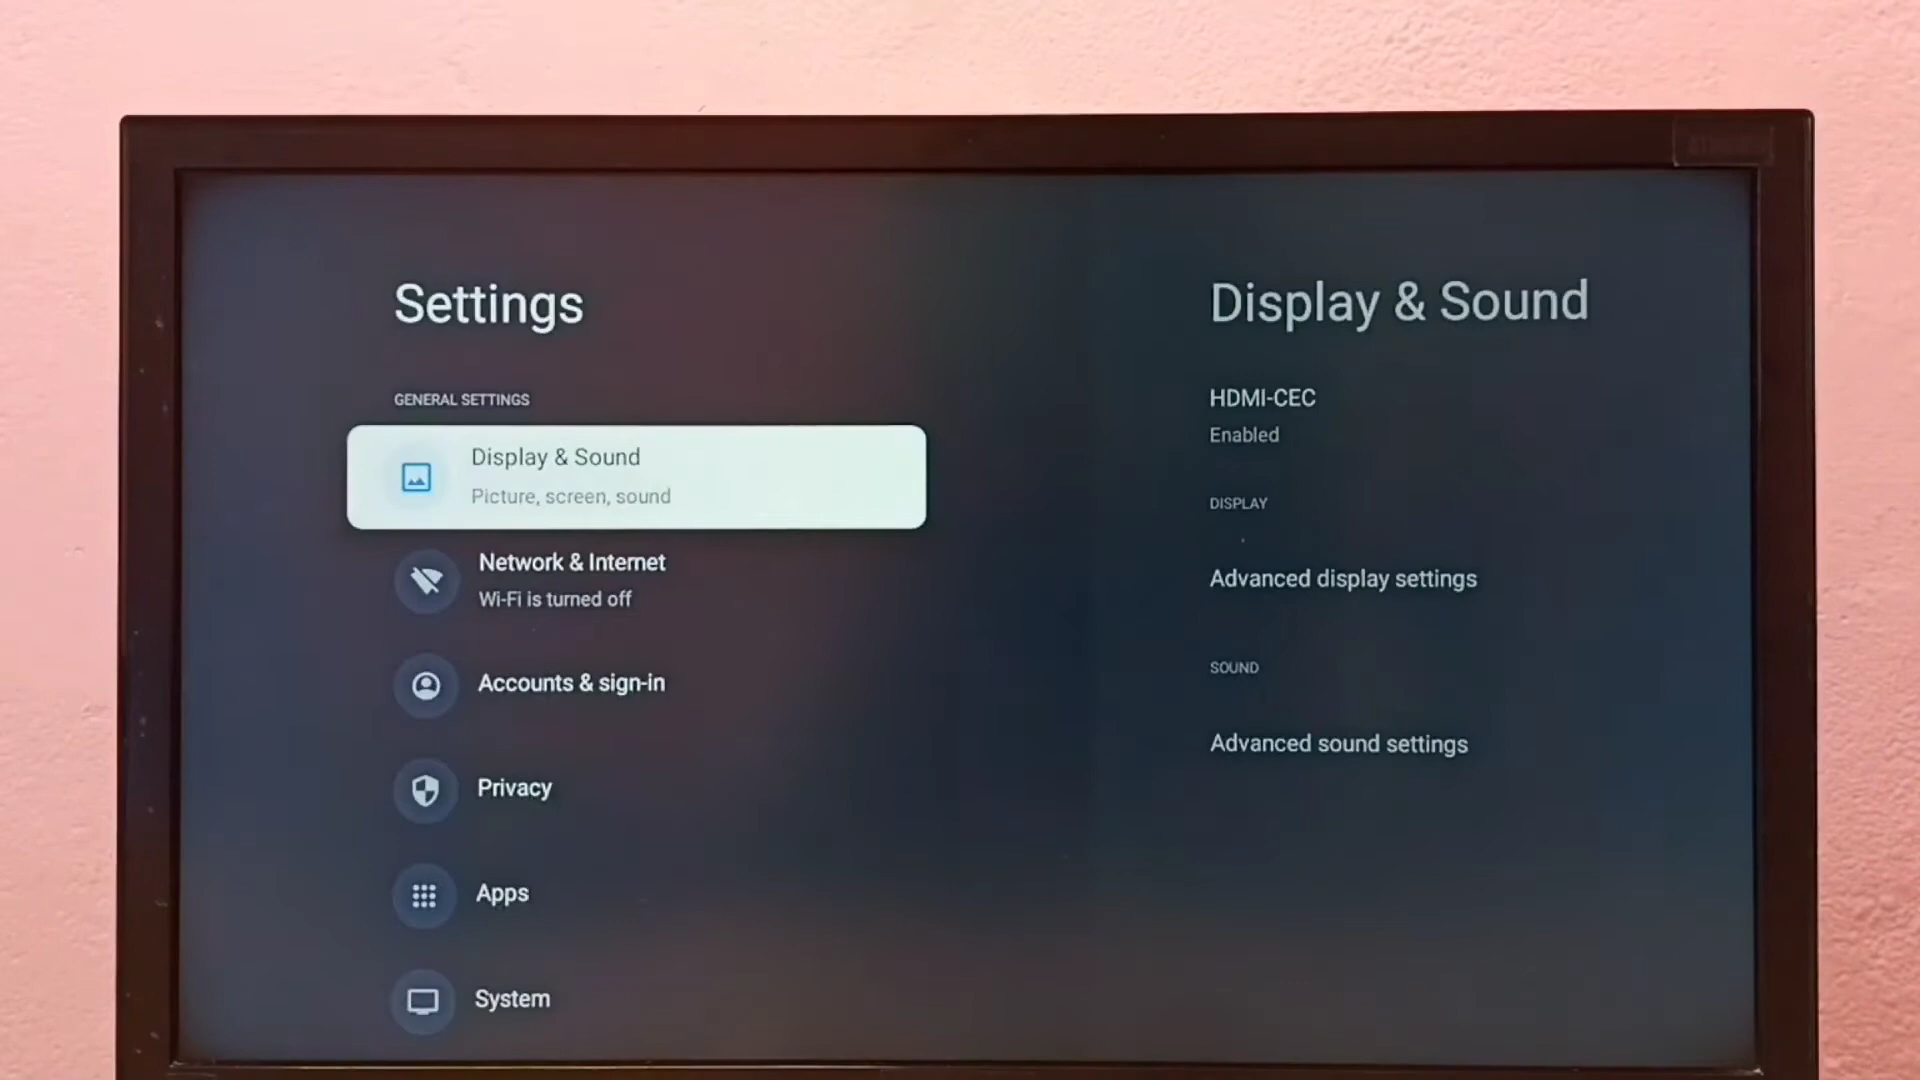 Settings
GENERAL SETTINGS
Display & Sound
Picture, screen, sound
Network & Internet
Wi-Fi is turned off
Accounts & sign-in
Privacy
Apps
System
Display & Sound
HDMI-CEC
Enabled
DISPLAY
Advanced display settings
SOUND
Advanced sound settings